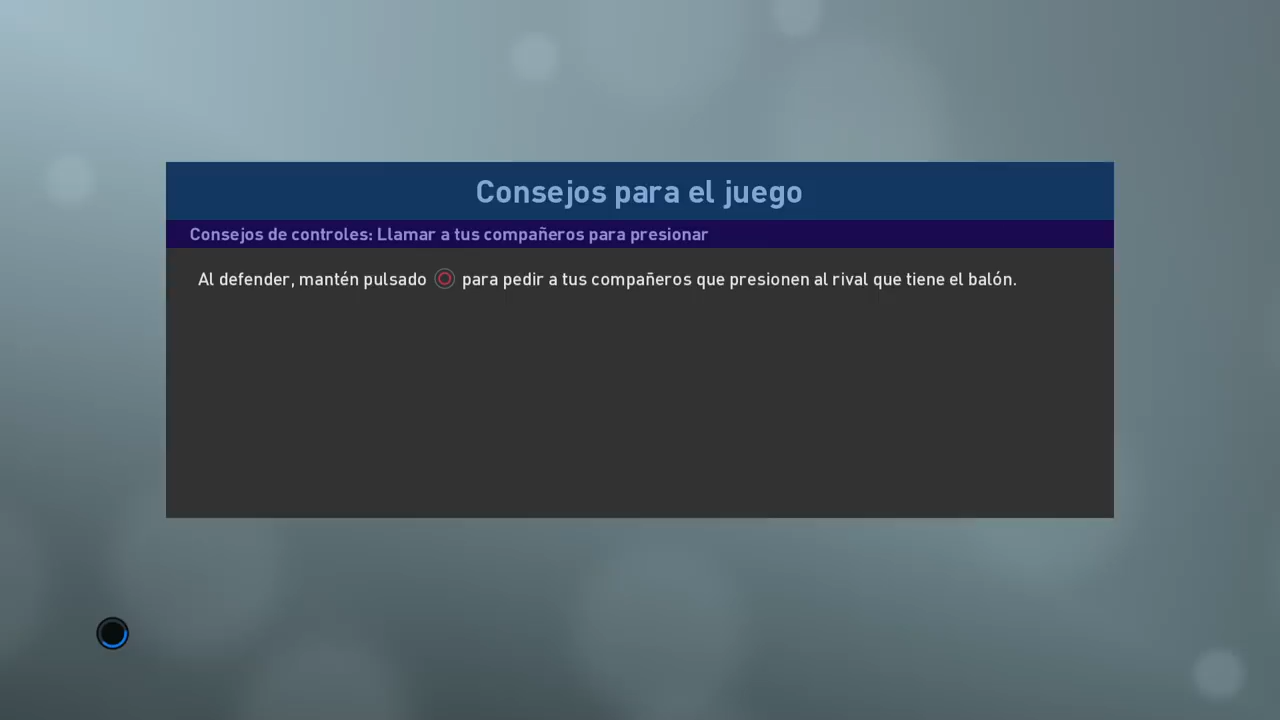 Consejos para el juego
Consejos de controles: Llamar a tus compañeros para presionar
Al defender, mantén pulsado para pedir a tus compañeros que presionen al rival que tiene el balón.